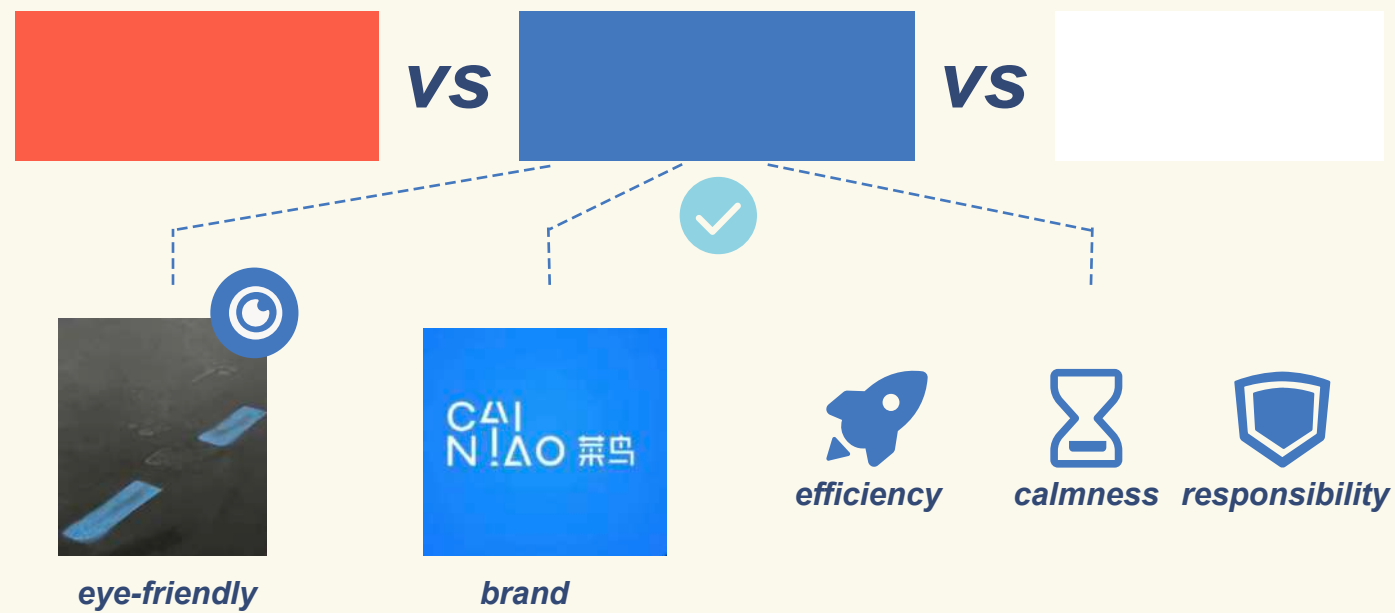 vs
vs
CAI
N!AO 菜鸟
efficiency
calmness
responsibility
eye-friendly
brand